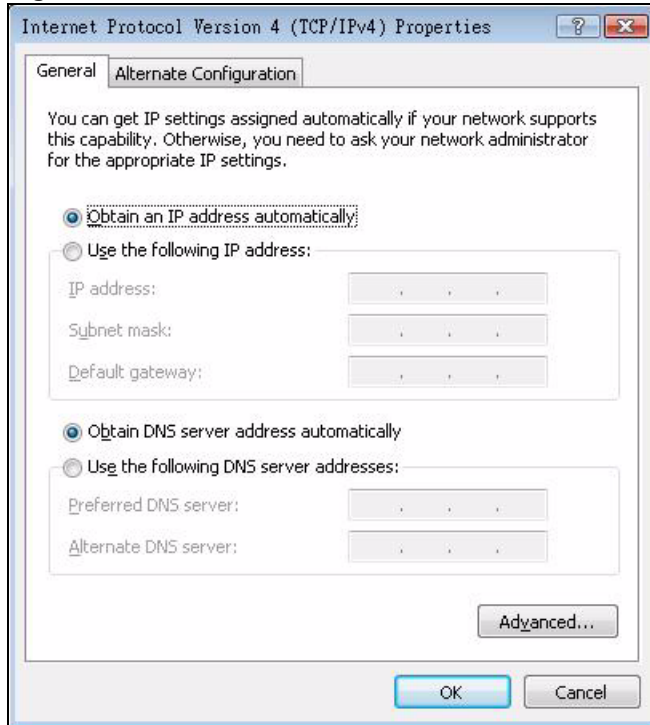 Internet Protocol Version 4 (TCP/IPv4) Properties
General
Alternate Configuration
You can get IP settings assigned automatically if your network supports
this capability. Otherwise, you need to ask your network administrator
for the appropriate IP settings.
Obtain an IP address automatically
Use the following IP address:
IP address:
Subnet mask:
Default gateway:
Obtain DNS server address automatically
Use the following DNS server addresses:
Preferred DNS server:
Alternate DNS server:
Advanced...
OK
Cancel